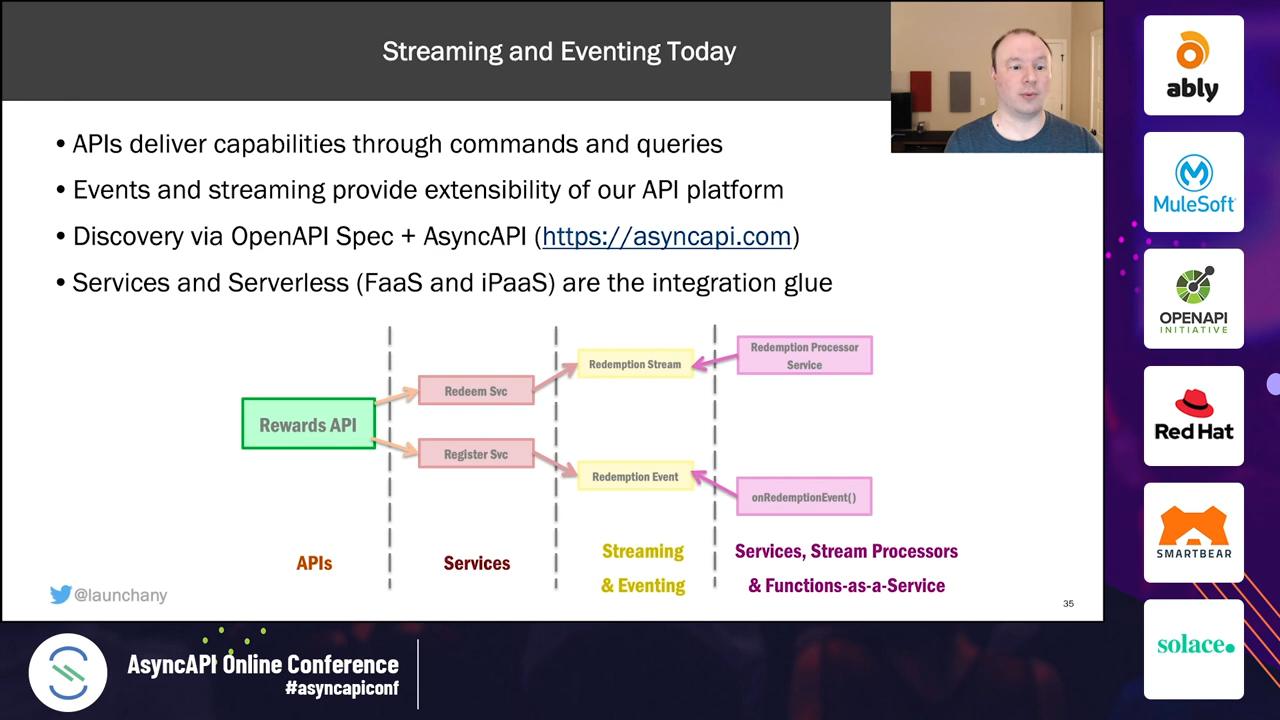 Streaming and Eventing Today
• APIs deliver capabilities through commands and queries
• Events and streaming provide extensibility of our API platform
• Discovery via OpenAPI Spec + AsyncAPI (https://asyncapi.com)
• Services and Serverless (FaaS and iPaaS) are the integration glue
Rewards API
Redeem Svc
Register Svc
Redemption Stream
Redemption Event
Redemption Processor
Service
onRedemptionEvent()
APIs
Services
Streaming
& Eventing
Services, Stream Processors
& Functions-as-a-Service
@launchany
35
AsyncAPI Online Conference
#asyncapiconf
ably
MuleSoft
OPENAPI
INITIATIVE
Red Hat
SMARTBEAR
solace.